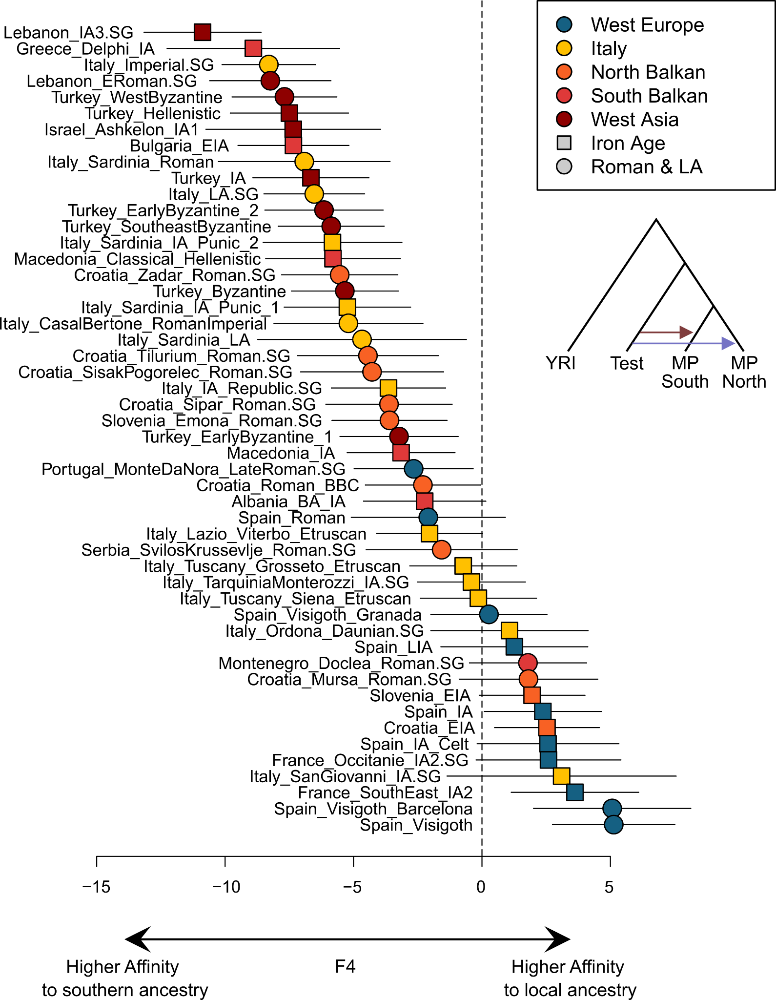 Lebanon_IA3.SG
Greece_Delphi_IA
Italy_Imperial.SG
Lebanon_ERoman.SG
Turkey_WestByzantine
Turkey_Hellenistic
Israel_Ashkelon_IA1
Bulgaria_EIA
Italy_Sardinia_Roman
Turkey_IA
Italy_LA.SG
Turkey_EarlyByzantine_2
Turkey_SoutheastByzantine
Italy_Sardinia_IA_Punic_2
Macedonia_Classical_Hellenistic
Croatia_Zadar_Roman.SG
Turkey_Byzantine
Italy_Sardinia_IA_Punic_1
Italy_CasalBertone_RomanImperial
Italy_Sardinia_LA
Croatia_Tilurium_Roman.SG
Croatia_SisakPogorelec_Roman.SG
Italy_IA_Republic.SG
Croatia_Sipar_Roman.SG
Slovenia_Emona_Roman.SG
Turkey_EarlyByzantine_1
Macedonia_IA
Portugal_MonteDaNora_LateRoman.SG
Croatia_Roman_BBC
Albania_BA_IA
Spain_Roman
Italy_Lazio_Viterbo_Etruscan
Serbia_SvilosKrussevlje_Roman.SG
Italy_Tuscany_Grosseto_Etruscan
Italy_TarquiniaMonterozzi_IA.SG
Italy_Tuscany_Siena_Etruscan
Spain_Visigoth_Granada
Italy_Ordona_Daunian.SG
Spain_LIA
Montenegro_Doclea_Roman.SG
Croatia_Mursa_Roman.SG
Slovenia_EIA
Spain_IA
Croatia_EIA
Spain_IA_Celt
France_Occitanie_IA2.SG
Italy_SanGiovanni_IA.SG
France_SouthEast_IA2
Spain_Visigoth_Barcelona
Spain_Visigoth
West Europe
Italy
North Balkan
South Balkan
West Asia
Iron Age
Roman & LA
YRI Test MP MP
South North
−15 −10 −5 0 5
Higher Affinity F4 Higher Affinity
to southern ancestry to local ancestry